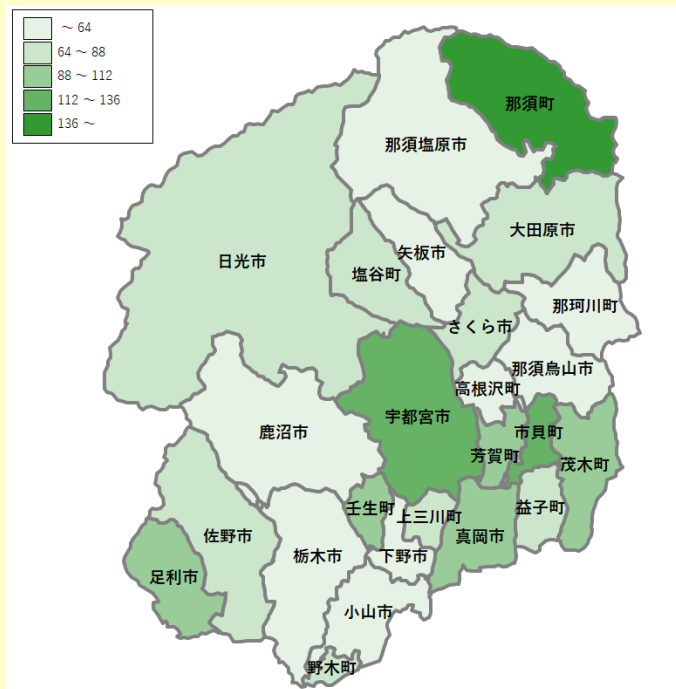 ～ 64
64 ～ 88
88 ～ 112
112 ～ 136
136 ～
那須町
那須塩原市
大田原市
矢板市
日光市
塩谷町
那珂川町
さくら市
那須烏山市
高根沢町
宇都宮市
鹿沼市
市貝町
芳賀町
茂木町
壬生町
上三川町
益子町
佐野市
真岡市
栃木市
下野市
足利市
小山市
野木町